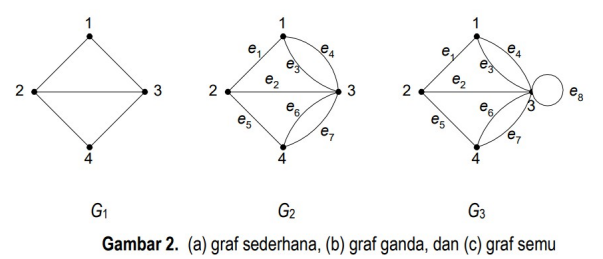 1 1 1
e1 e4 e1 e4
e3 e3
2 3 2 e2 3 2 e2 3 e8
e5 e6 e5 e6
e7 e7
4 4 4
G1 G2 G3
Gambar 2. (a) graf sederhana, (b) graf ganda, dan (c) graf semu